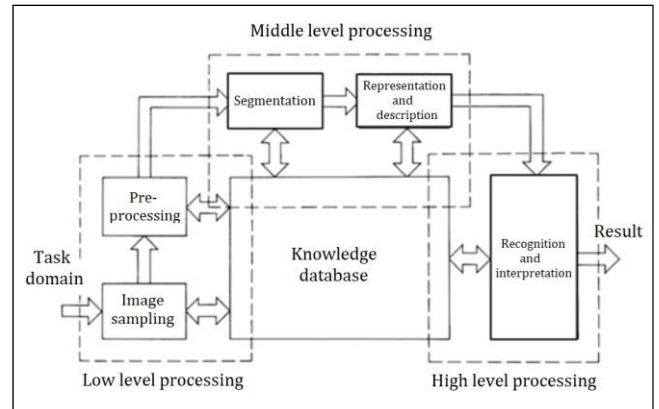 Middle level processing
Segmentation
Representation
and
description
Pre-
processing
Knowledge
database
Recognition
and
interpretation
Result
Task
domain
Image
sampling
Low level processing
High level processing